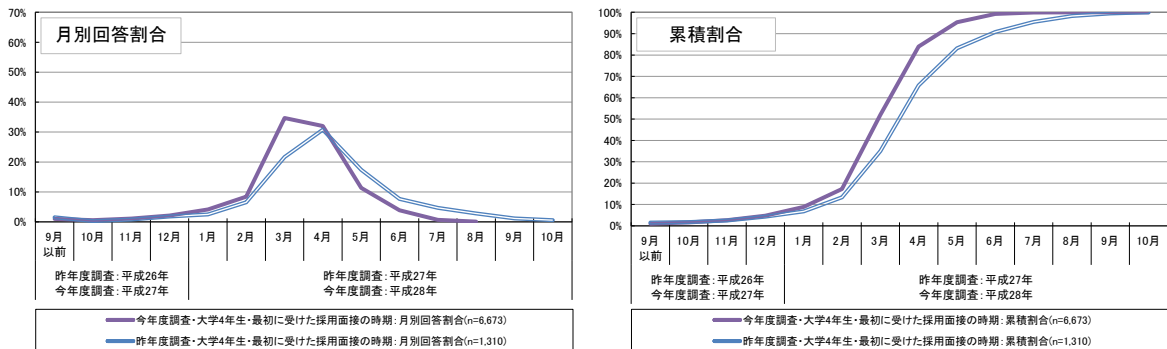 月別回答割合
70%
60%
50%
40%
30%
20%
10%
0%
9月 10月 11月 12月 1月 2月 3月 4月 5月 6月 7月 8月 9月 10月
以前
昨年度調査:平成26年 昨年度調査:平成27年
今年度調査:平成27年 今年度調査:平成28年
今年度調査・大学4年生・最初に受けた採用面接の時期:月別回答割合(n=6,673)
昨年度調査・大学4年生・最初に受けた採用面接の時期:月別回答割合(n=1,310)
累積割合
100%
90%
80%
70%
60%
50%
40%
30%
20%
10%
0%
9月 10月 11月 12月 1月 2月 3月 4月 5月 6月 7月 8月 9月 10月
以前
昨年度調査:平成26年 昨年度調査:平成27年
今年度調査:平成27年 今年度調査:平成28年
今年度調査・大学4年生・最初に受けた採用面接の時期:累積割合(n=6,673)
昨年度調査・大学4年生・最初に受けた採用面接の時期:累積割合(n=1,310)